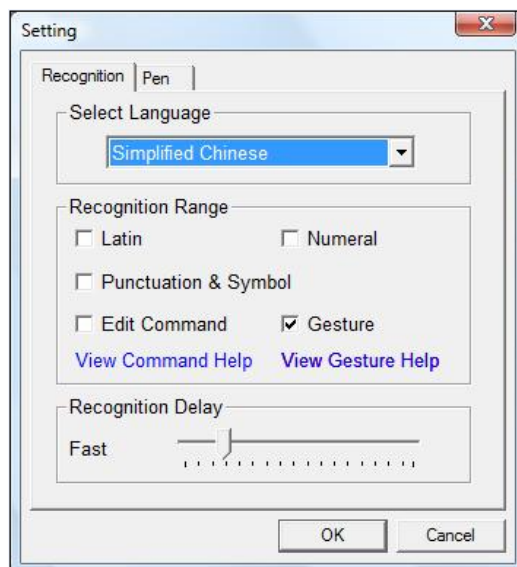 Setting
Recognition Pen
Select Language
Simplified Chinese
Recognition Range
Latin Numeral
Punctuation & Symbol
Edit Command Gesture
View Command Help View Gesture Help
Recognition Delay
Fast
OK Cancel